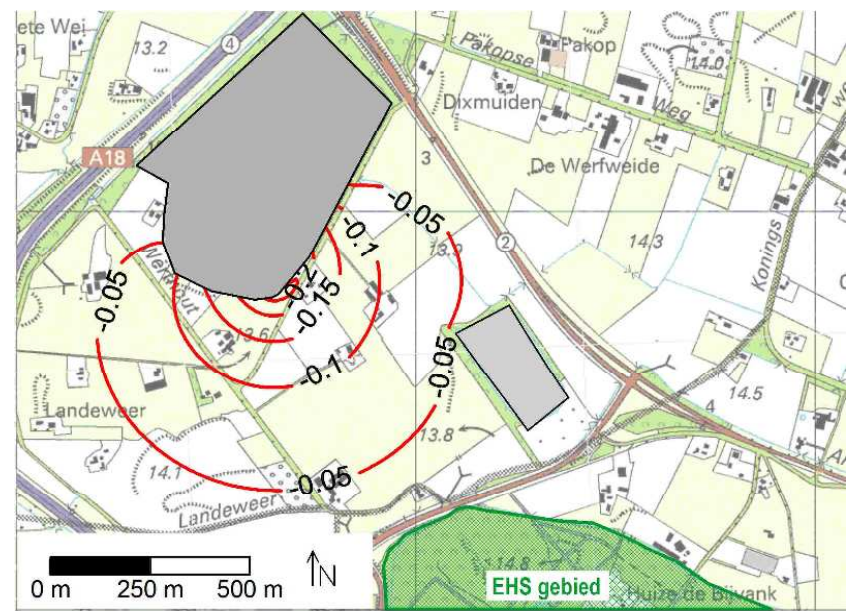 ete Wei
13.2
4
Pakopse
Pakop
14.0
Dixmuiden
Weg
A18
3
De Werfweide
-0.05
-0.1
13.9
2
14.3
Konings
-0.05
-0.2
-0.15
13.6
-0.1
-0.05
Landeweer
13.8
14.5
4
14.1
-0.05
Landeweer
0 m 250 m 500 m
N
14.8
EHS gebied
Huize de Bijvank